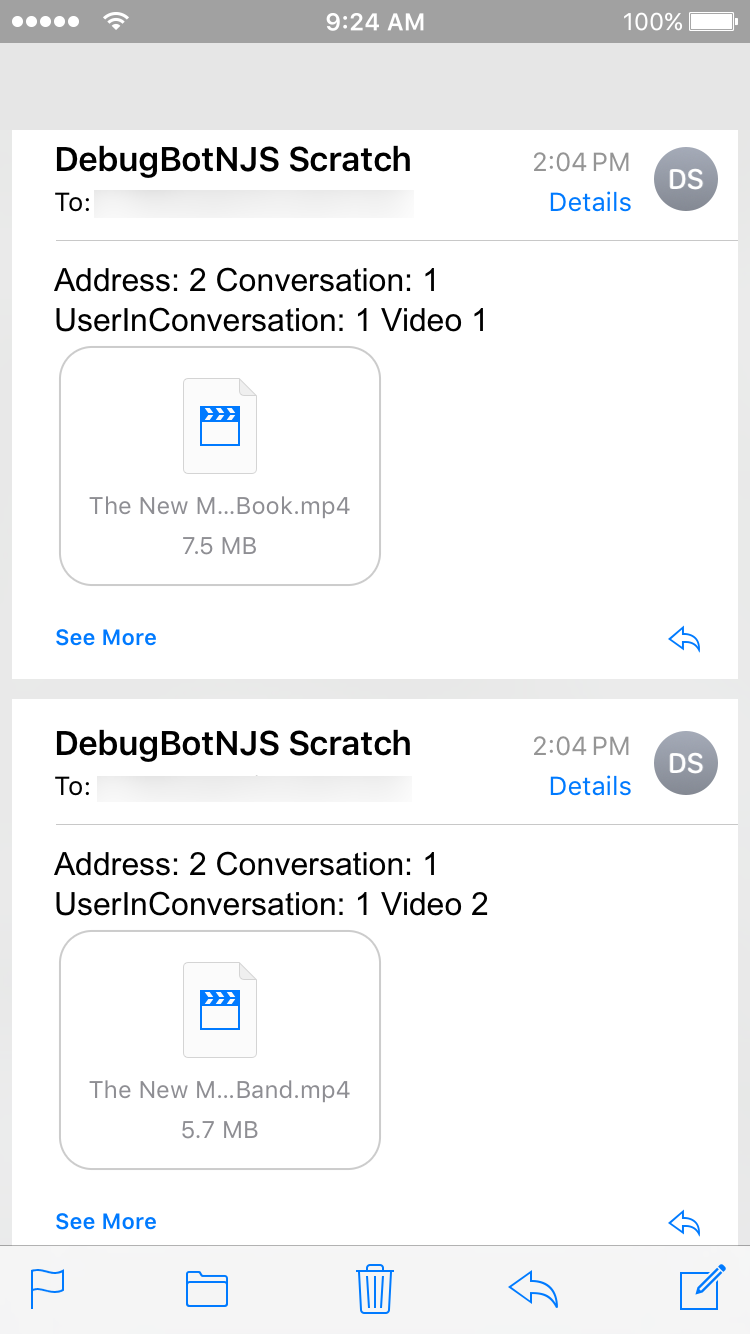 9:24 AM 100%
DebugBotNJS Scratch 2:04 PM DS
To: Details
Address: 2 Conversation: 1
UserInConversation: 1 Video 1
The New M...Book.mp4
7.5 MB
See More
DebugBotNJS Scratch 2:04 PM DS
To: Details
Address: 2 Conversation: 1
UserInConversation: 1 Video 2
The New M...Band.mp4
5.7 MB
See More